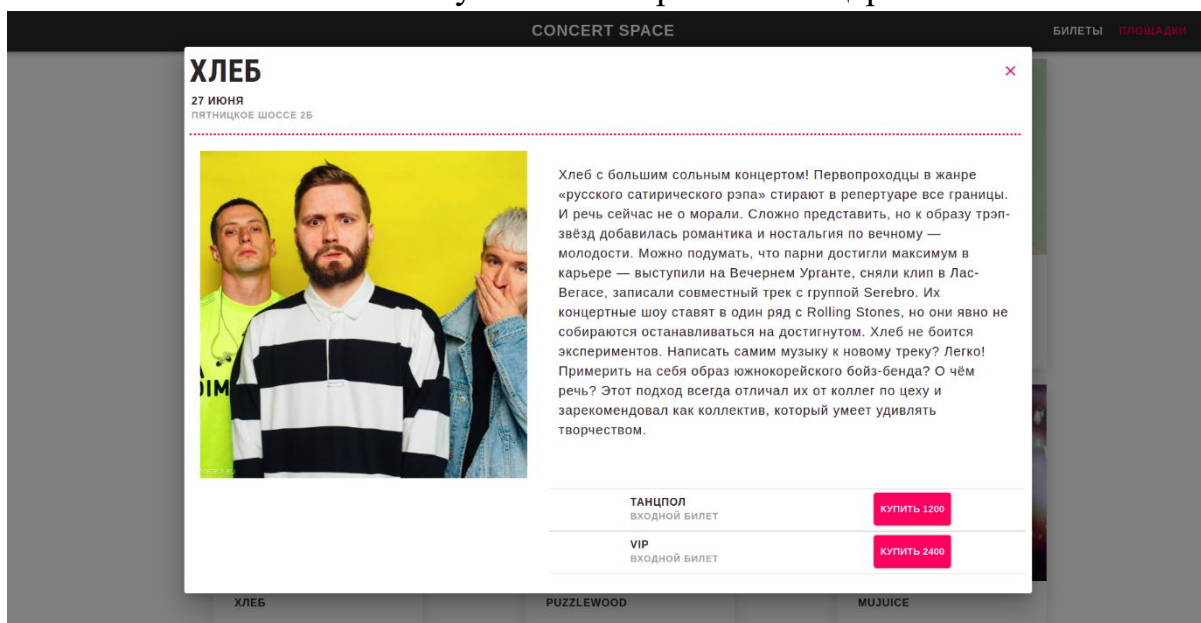 CONCERT SPACE
БИЛЕТЫ ПЛОЩАДКИ
ХЛЕБ
27 ИЮНЯ
ПЯТНИЦКОЕ ШОССЕ 2Б
Хлеб с большим сольным концертом! Первопроходцы в жанре
«русского сатирического рэпа» стирают в репертуаре все границы.
И речь сейчас не о морали. Сложно представить, но к образу трэп-
звёзд добавилась романтика и ностальгия по вечному —
молодости. Можно подумать, что парни достигли максимум в
карьере — выступили на Вечернем Урганте, сняли клип в Лас-
Вегасе, записали совместный трек с группой Serebro. Их
концертные шоу ставят в один ряд с Rolling Stones, но они явно не
собираются останавливаться на достигнутом. Хлеб не боится
экспериментов. Написать самим музыку к новому треку? Легко!
Примерить на себя образ южнокорейского бойз-бенда? О чём
речь? Этот подход всегда отличал их от коллег по цеху и
зарекомендовал как коллектив, который умеет удивлять
творчеством.
ТАНЦПОЛ
ВХОДНОЙ БИЛЕТ
КУПИТЬ 1200
VIP
ВХОДНОЙ БИЛЕТ
КУПИТЬ 2400
ХЛЕБ
PUZZLEWOOD
MUJUICE